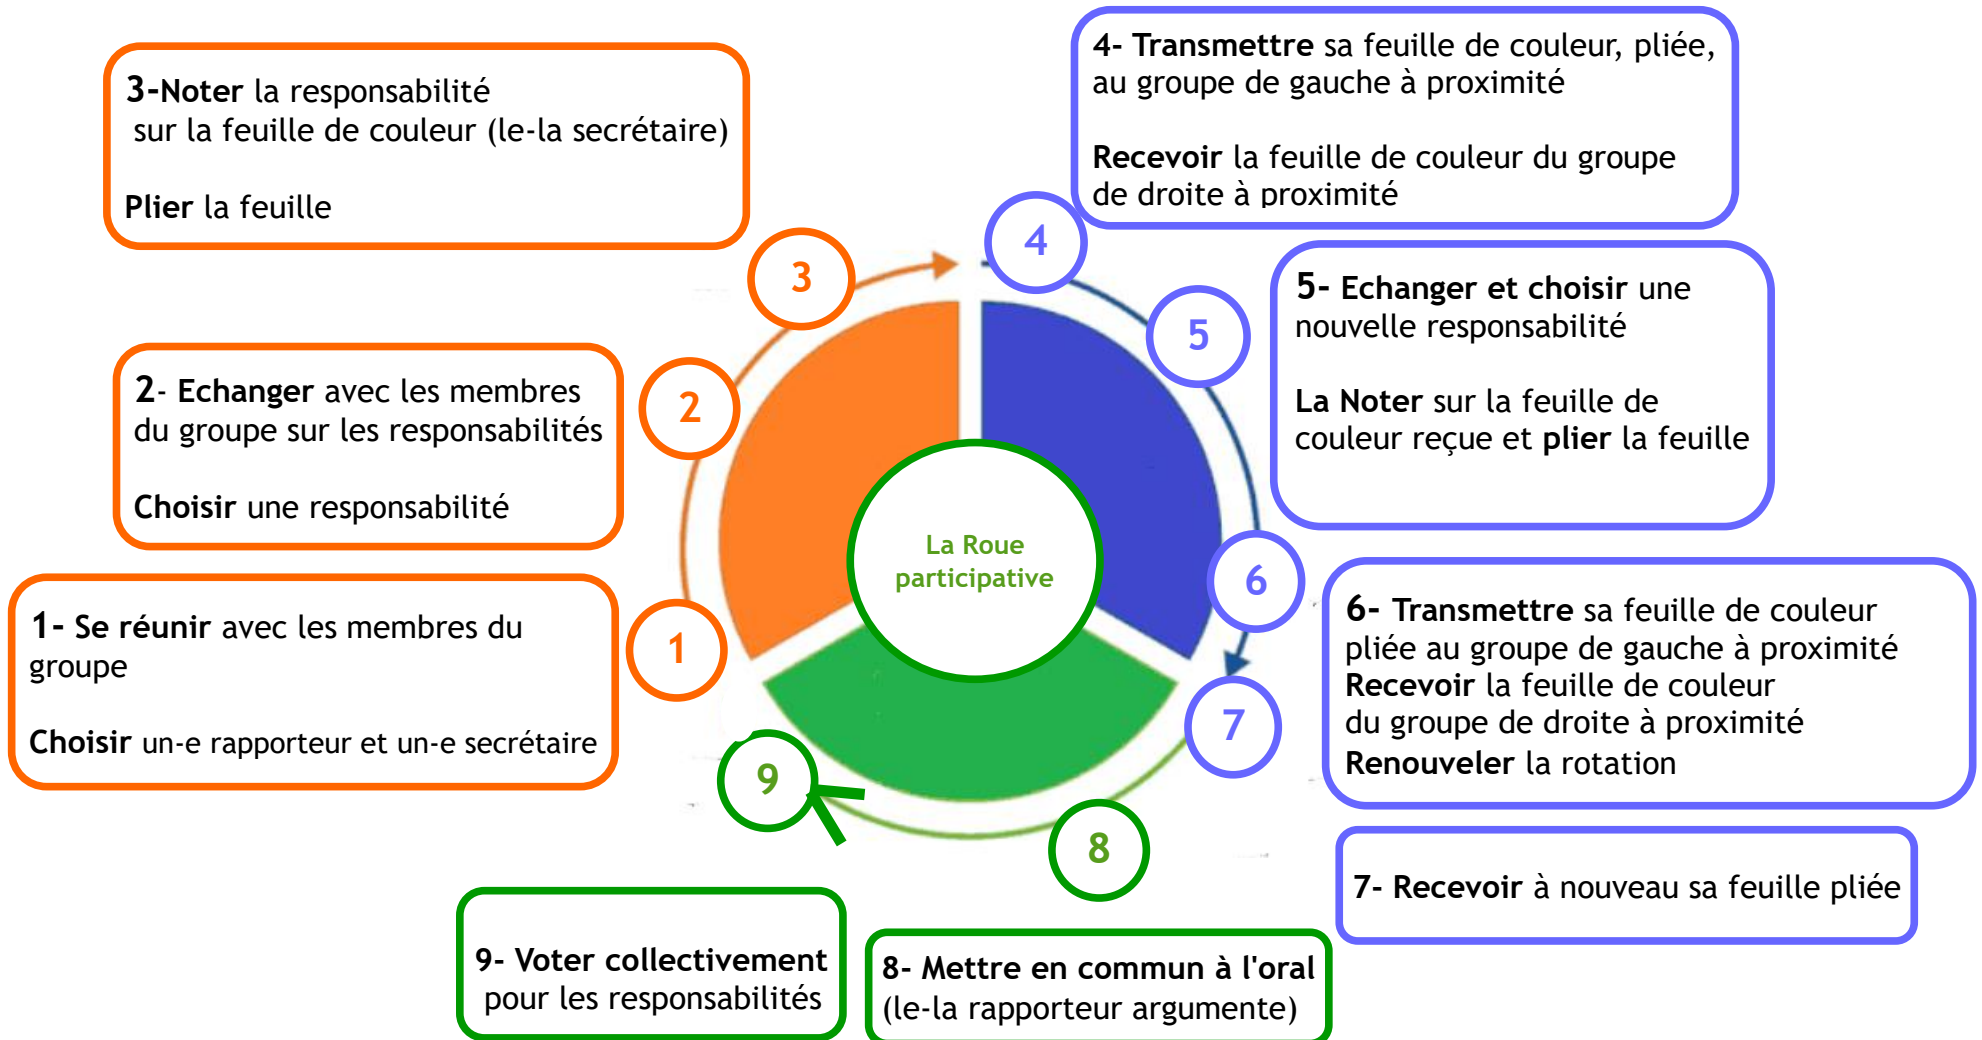 3-Noter la responsabilité
sur la feuille de couleur (le-la secrétaire)
Plier la feuille
4- Transmettre sa feuille de couleur, pliée,
au groupe de gauche à proximité
Recevoir la feuille de couleur du groupe
de droite à proximité
3
4
5- Echanger et choisir une
nouvelle responsabilité
La Noter sur la feuille de
couleur reçue et plier la feuille
5
2- Echanger avec les membres
du groupe sur les responsabilités
Choisir une responsabilité
2
La Roue
participative
1- Se réunir avec les membres du
groupe
Choisir un-e rapporteur et un-e secrétaire
1
6
6- Transmettre sa feuille de couleur
pliée au groupe de gauche à proximité
Recevoir la feuille de couleur
du groupe de droite à proximité
Renouveler la rotation
7
9
8
7- Recevoir à nouveau sa feuille pliée
9- Voter collectivement
pour les responsabilités
8- Mettre en commun à l'oral
(le-la rapporteur argumente)